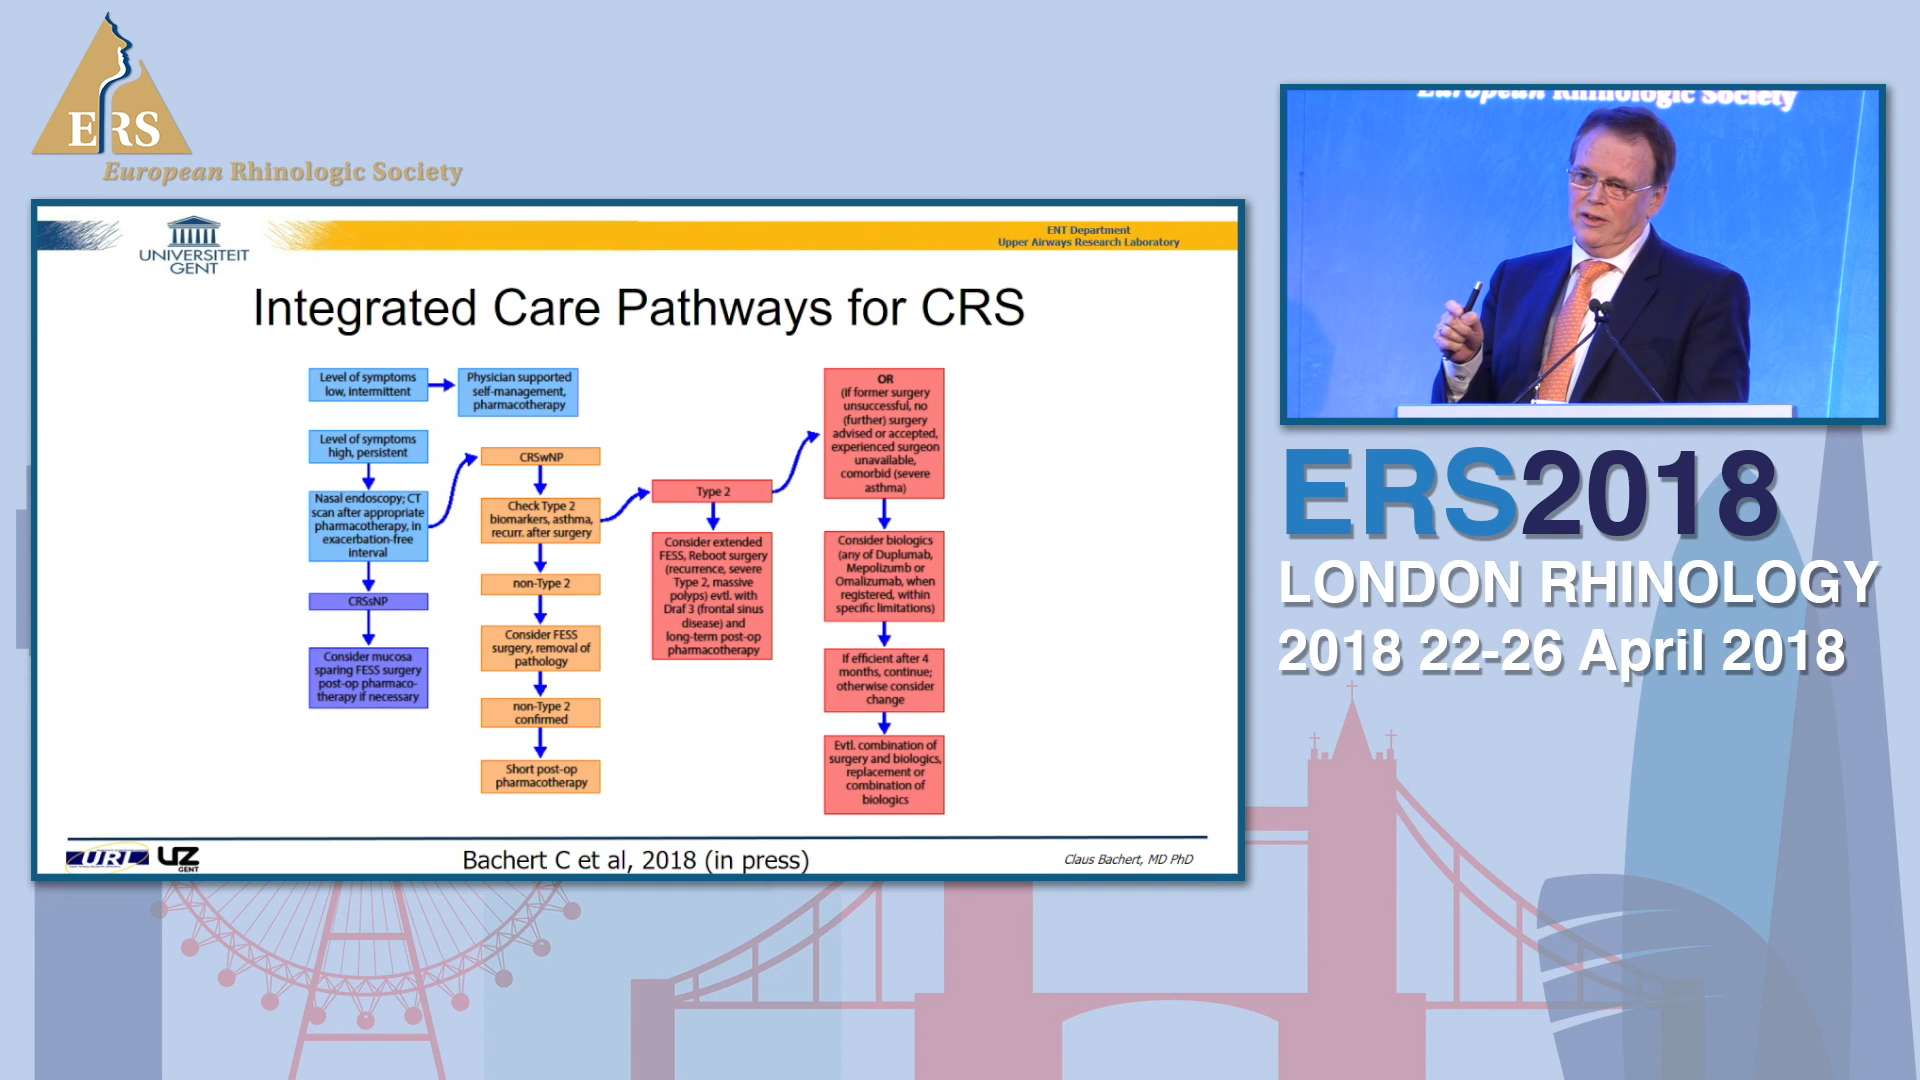 ERS
European Rhinologic Society
UNIVERSITEIT
GENT
ENT Department
Upper Airways Research Laboratory
Integrated Care Pathways for CRS
Level of symptoms
low, intermittent
Physician supported
self-management,
pharmacotherapy
Level of symptoms
high, persistent
Nasal endoscopy; CT
scan after appropriate
pharmacotherapy, in
exacerbation-free
interval
CRSsNP
Consider mucosa
sparing FESS surgery
post-op pharmaco-
therapy if necessary
CRSwNP
Check Type 2
biomarkers, asthma,
recurr. after surgery
non-Type 2
Consider FESS
surgery, removal of
pathology
non-Type 2
confirmed
Short post-op
pharmacotherapy
Type 2
Consider extended
FESS, Reboot surgery
(recurrence, severe
Type 2, massive
polyps) evtl. with
Draf 3 (frontal sinus
disease) and
long-term post-op
pharmacotherapy
OR
(if former surgery
unsuccessful, no
(further) surgery
advised or accepted,
experienced surgeon
unavailable,
comorbid (severe
asthma)
Consider biologics
(any of Duplumab,
Mepolizumb or
Omalizumab, when
registered, within
specific limitations)
If efficient after 4
months, continue;
otherwise consider
change
Evtl. combination of
surgery and biologics,
replacement or
combination of
biologics
URL
UZ
GENT
Bachert C et al, 2018 (in press)
Claus Bachert, MD PhD
European Rhinologic Society
ERS2018
LONDON RHINOLOGY
2018 22-26 April 2018